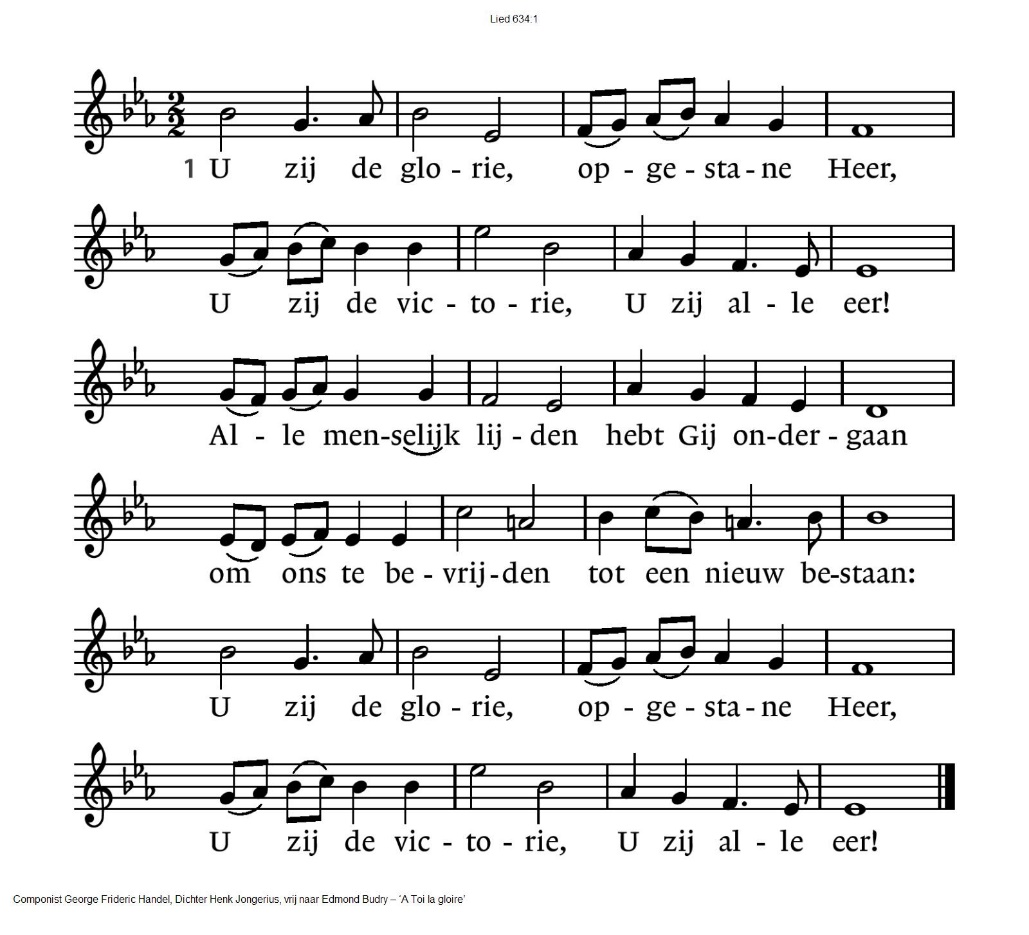 Lied 634:1
1 U zij de glo - rie, op - ge - sta - ne Heer,
U zij de vic - to - rie, U zij al - le eer!
Al - le men-selijk lij - den hebt Gij on-der - gaan
om ons te be - vrij-den tot een nieuw be-staan:
U zij de glo - rie, op - ge - sta - ne Heer,
U zij de vic - to - rie, U zij al - le eer!
Componist George Frideric Handel, Dichter Henk Jongerius, vrij naar Edmond Budry – ‘A Toi la gloire’